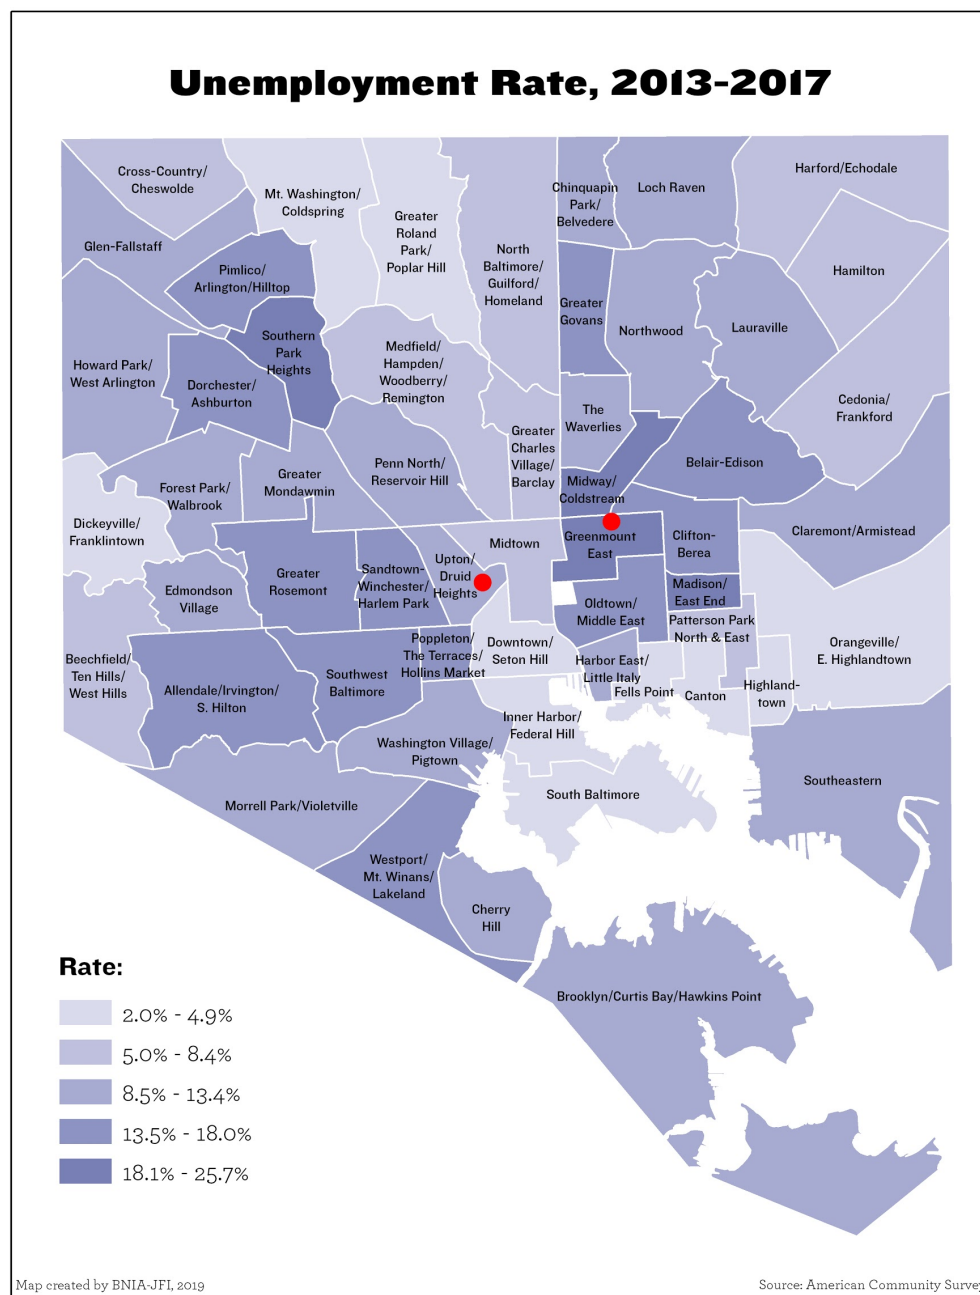 Unemployment Rate, 2013-2017
Cross-Country/
Cheswolde
Mt. Washington/
Coldspring
Greater
Roland
Park/
Poplar Hill
North
Baltimore/
Guilford/
Homeland
Chinquapin
Park/
Belvedere
Loch Raven
Harford/Echodale
Glen-Fallstaff
Pimlico/
Arlington/Hilltop
Hamilton
Greater
Govans
Northwood
Lauraville
Southern
Park
Heights
Howard Park/
West Arlington
Dorchester/
Ashburton
Medfield/
Hampden/
Woodberry/
Remington
Cedonia/
Frankford
The
Waverlies
Greater
Charles
Village/
Barclay
Belair-Edison
Penn North/
Reservoir Hill
Greater
Mondawmin
Forest Park/
Walbrook
Midway/
Coldstream
Dickeyville/
Franklintown
Claremont/Armistead
Midtown
Greenmount
East
Clifton-
Berea
Upton/
Druid
Heights
Sandtown-
Winchester/
Harlem Park
Greater
Rosemont
Edmondson
Village
Madison/
East End
Oldtown/
Middle East
Patterson Park
North & East
Orangeville/
E. Highlandtown
Poppleton/
The Terraces/
Hollins Market
Downtown/
Seton Hill
Harbor East/
Little Italy
Beechfield/
Ten Hills/
West Hills
Allendale/Irvington/
S. Hilton
Southwest
Baltimore
Fells Point
Canton
Highland-
town
Inner Harbor/
Federal Hill
Washington Village/
Pigtown
Southeastern
South Baltimore
Morrell Park/Violetville
Westport/
Mt. Winans/
Lakeland
Cherry
Hill
Brooklyn/Curtis Bay/Hawkins Point
Rate:
2.0% - 4.9%
5.0% - 8.4%
8.5% - 13.4%
13.5% - 18.0%
18.1% - 25.7%
Map created by BNIA-JFI, 2019
Source: American Community Survey